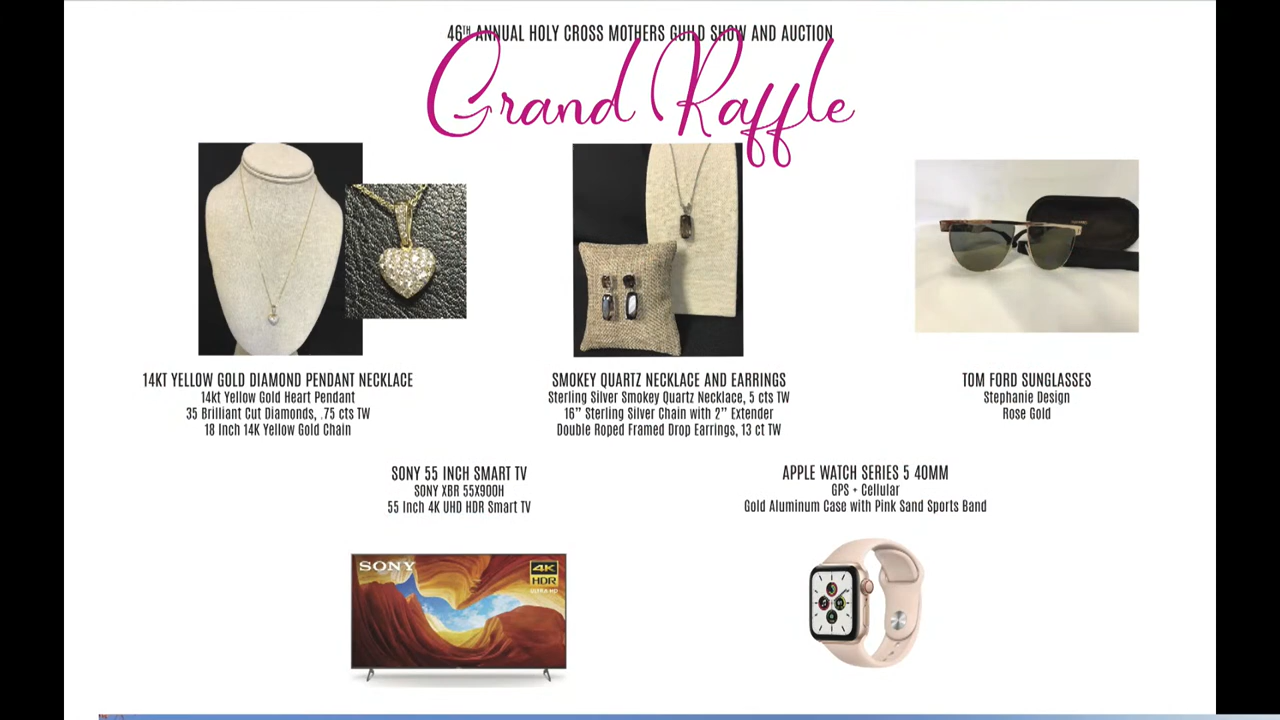 46TH ANNUAL HOLY CROSS MOTHERS GUILD SHOW AND AUCTION
Grand Raffle
14KT YELLOW GOLD DIAMOND PENDANT NECKLACE
14kt Yellow Gold Heart Pendant
35 Brilliant Cut Diamonds, .75 cts TW
18 Inch 14K Yellow Gold Chain
SMOKEY QUARTZ NECKLACE AND EARRINGS
Sterling Silver Smokey Quartz Necklace, 5 cts TW
16” Sterling Silver Chain with 2” Extender
Double Roped Framed Drop Earrings, 13 ct TW
TOM FORD SUNGLASSES
Stephanie Design
Rose Gold
SONY 55 INCH SMART TV
SONY XBR 55X900H
55 Inch 4K UHD HDR Smart TV
APPLE WATCH SERIES 5 40MM
GPS + Cellular
Gold Aluminum Case with Pink Sand Sports Band
SONY
4K
HDR
ULTRA HD